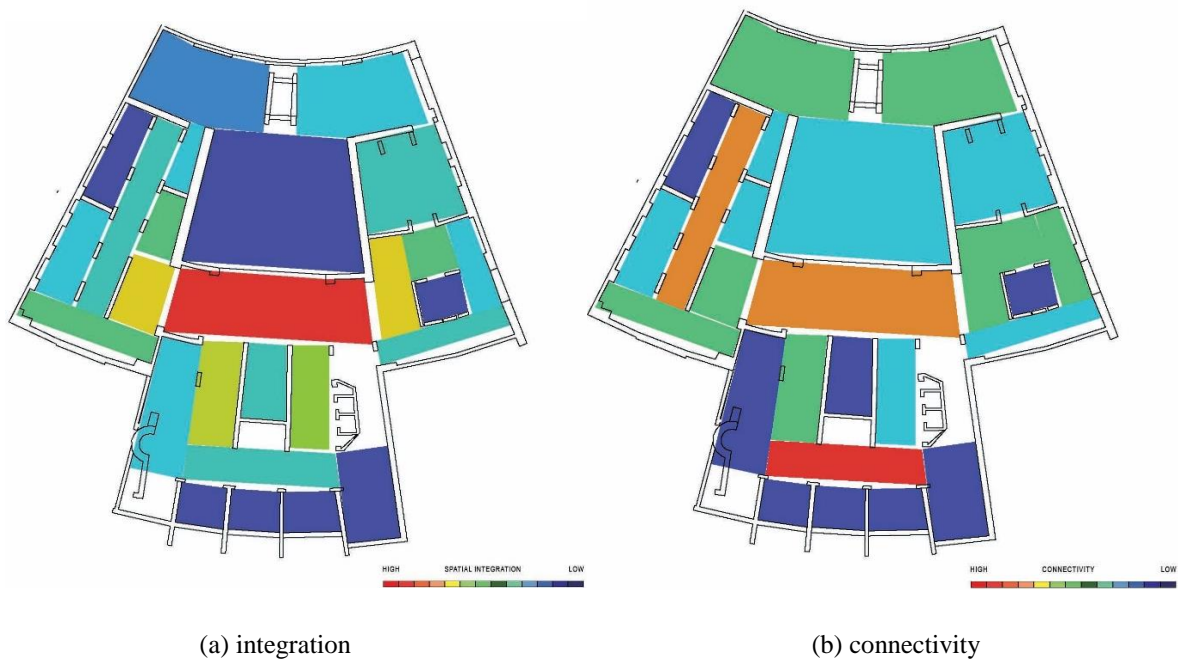 HIGH SPATIAL INTEGRATION LOW
HIGH CONNECTIVITY LOW
(a) integration
(b) connectivity